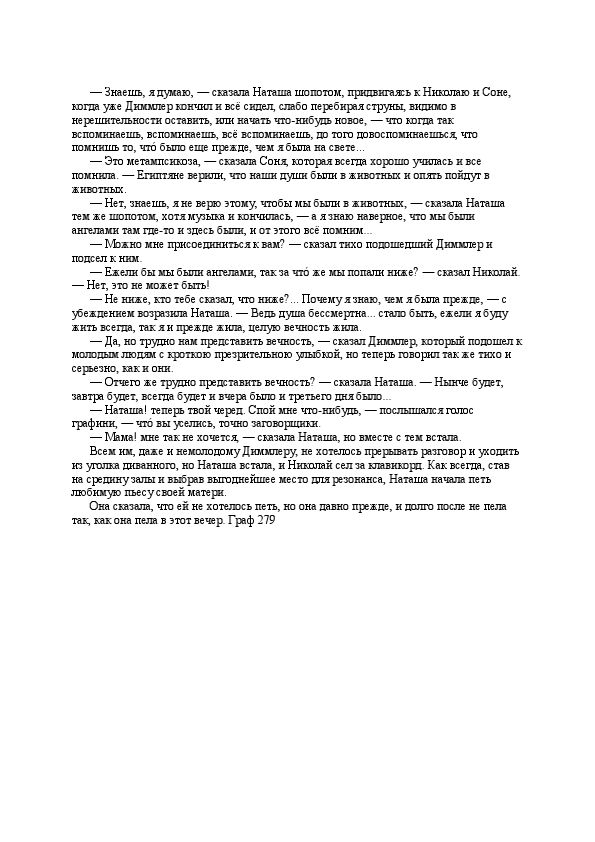 — Знаешь, я думаю, — сказала Наташа шопотом, придвигаясь к Николаю и Соне,
когда уже Диммлер кончил и всё сидел, слабо перебирая струны, видимо в
нерешительности оставить, или начать что-нибудь новое, — что когда так
вспоминаешь, вспоминаешь, всё вспоминаешь, до того довоспоминаешься, что
помнишь то, что́ было еще прежде, чем я была на свете...
— Это метампсикоза, — сказала Соня, которая всегда хорошо училась и все
помнила. — Египтяне верили, что наши души были в животных и опять пойдут в
животных.
— Нет, знаешь, я не верю этому, чтобы мы были в животных, — сказала Наташа
тем же шопотом, хотя музыка и кончилась, — а я знаю наверное, что мы были
ангелами там где-то и здесь были, и от этого всё помним...
— Можно мне присоединиться к вам? — сказал тихо подошедший Диммлер и
подсел к ним.
— Ежели бы мы были ангелами, так за что́ же мы попали ниже? — сказал Николай.
— Нет, это не может быть!
— Не ниже, кто тебе сказал, что ниже?... Почему я знаю, чем я была прежде, — с
убеждением возразила Наташа. — Ведь душа бессмертна... стало быть, ежели я буду
жить всегда, так я и прежде жила, целую вечность жила.
— Да, но трудно нам представить вечность, — сказал Диммлер, который подошел к
молодым людям с кроткою презрительною улыбкой, но теперь говорил так же тихо и
серьезно, как и они.
— Отчего же трудно представить вечность? — сказала Наташа. — Нынче будет,
завтра будет, всегда будет и вчера было и третьего дня было...
— Наташа! теперь твой черед. Спой мне что-нибудь, — послышался голос
графини, — что́ вы уселись, точно заговорщики.
— Мама! мне так не хочется, — сказала Наташа, но вместе с тем встала.
Всем им, даже и немолодому Диммлеру, не хотелось прерывать разговор и уходить
из уголка диванного, но Наташа встала, и Николай сел за клавикорд. Как всегда, став
на средину залы и выбрав выгоднейшее место для резонанса, Наташа начала петь
любимую пьесу своей матери.
Она сказала, что ей не хотелось петь, но она давно прежде, и долго после не пела
так, как она пела в этот вечер. Граф 279